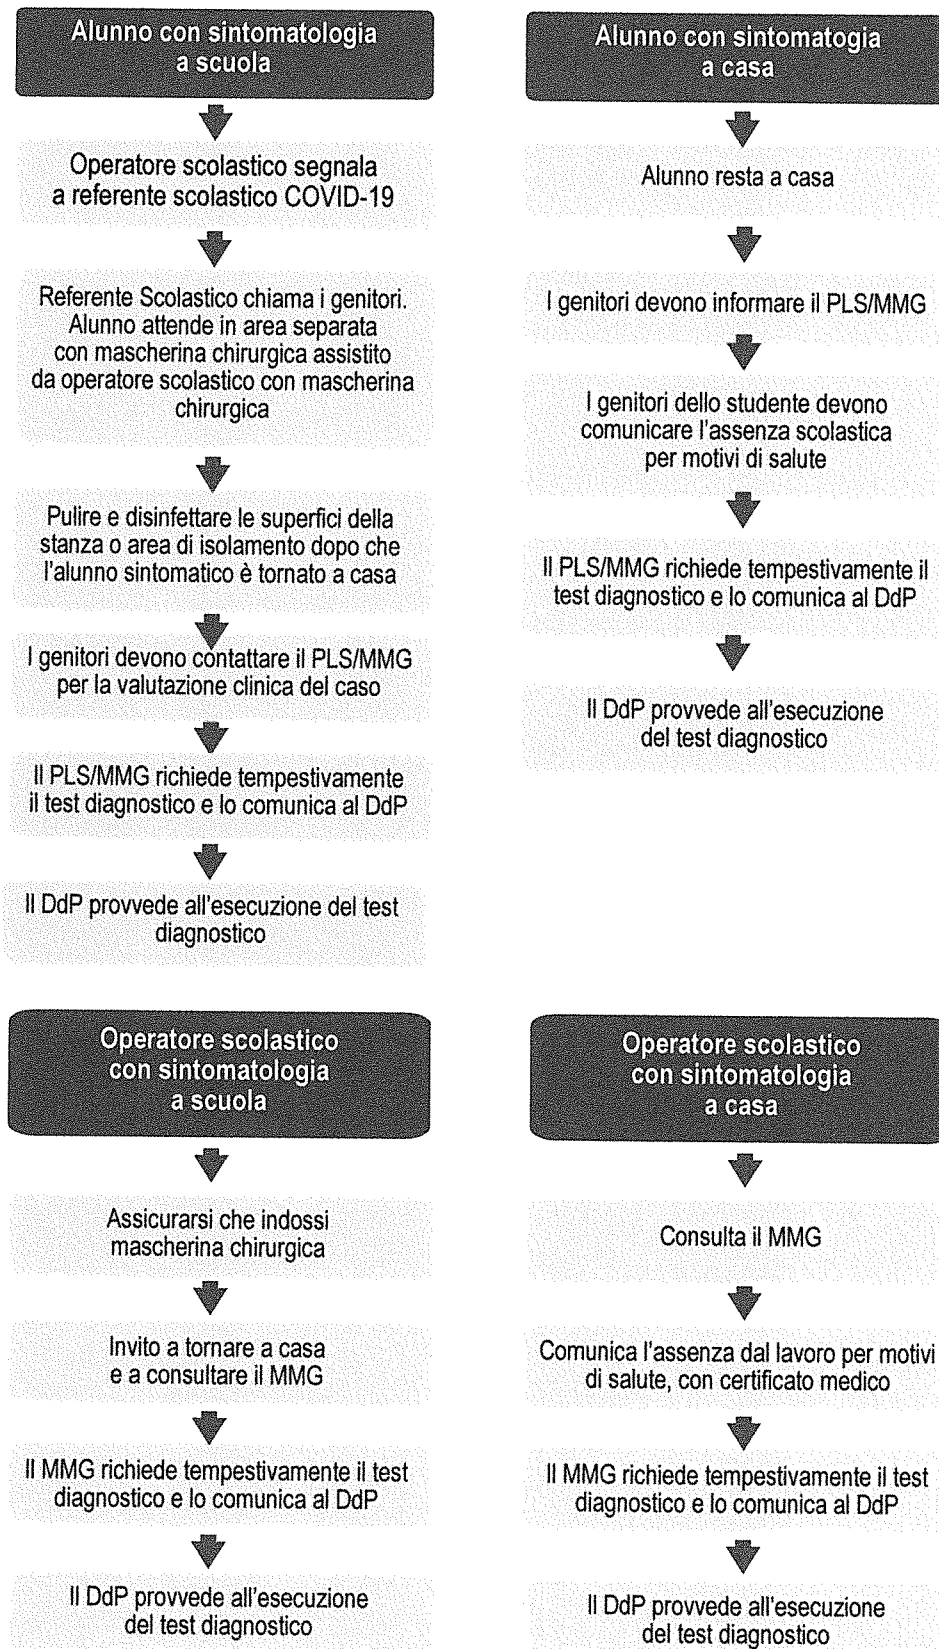 Alunno con sintomatologia
a scuola
Operatore scolastico segnala
a referente scolastico COVID-19
Referente Scolastico chiama i genitori.
Alunno attende in area separata
con mascherina chirurgica assistito
da operatore scolastico con mascherina
chirurgica
Pulire e disinfettare le superfici della
stanza o area di isolamento dopo che
l'alunno sintomatico è tornato a casa
I genitori devono contattare il PLS/MMG
per la valutazione clinica del caso
Il PLS/MMG richiede tempestivamente
il test diagnostico e lo comunica al DdP
Il DdP provvede all'esecuzione del test
diagnostico
Alunno con sintomatogia
a casa
Alunno resta a casa
I genitori devono informare il PLS/MMG
I genitori dello studente devono
comunicare l'assenza scolastica
per motivi di salute
Il PLS/MMG richiede tempestivamente il
test diagnostico e lo comunica al DdP
Il DdP provvede all'esecuzione
del test diagnostico
Operatore scolastico
con sintomatologia
a scuola
Assicurarsi che indossi
mascherina chirurgica
Invito a tornare a casa
e a consultare il MMG
Il MMG richiede tempestivamente il test
diagnostico e lo comunica al DdP
Il DdP provvede all'esecuzione
del test diagnostico
Operatore scolastico
con sintomatologia
a casa
Consulta il MMG
Comunica l'assenza dal lavoro per motivi
di salute, con certificato medico
Il MMG richiede tempestivamente il test
diagnostico e lo comunica al DdP
Il DdP provvede all'esecuzione
del test diagnostico